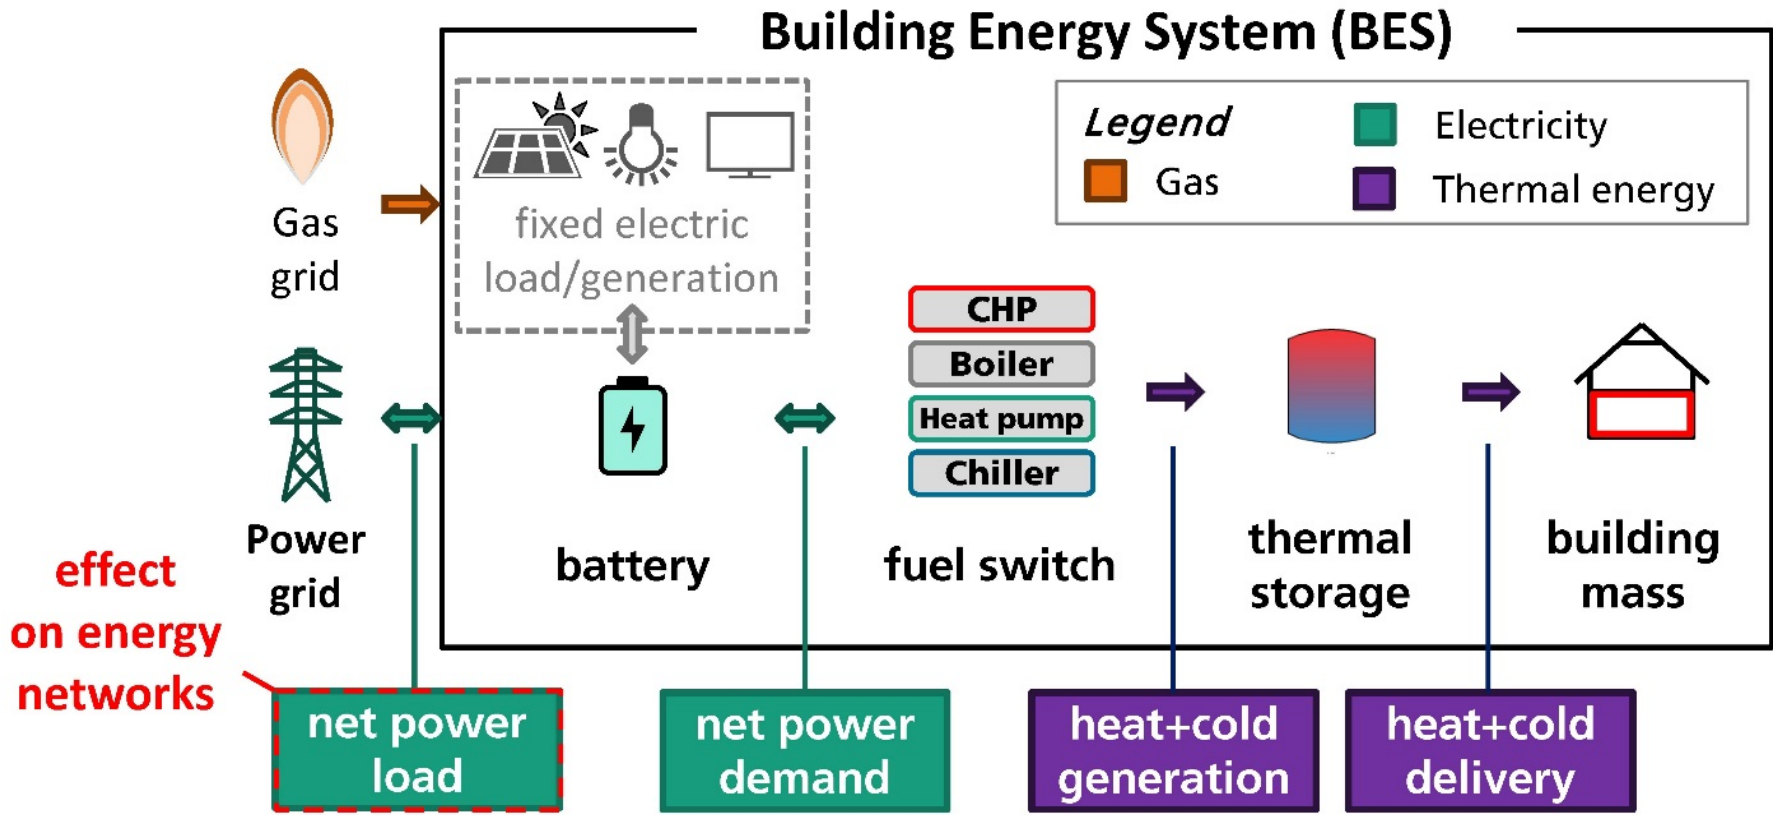 Building Energy System (BES)
Legend
Gas
Electricity
Thermal energy
Gas
grid
fixed electric
load/generation
CHP
Boiler
Heat pump
Chiller
Power
grid
battery
fuel switch
thermal
storage
building
mass
effect
on energy
networks
net power
load
net power
demand
heat+cold
generation
heat+cold
delivery